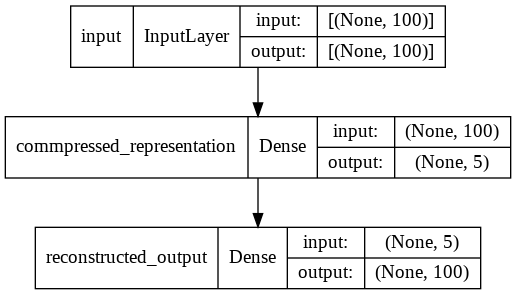 input InputLayer input: [(None, 100)]
output: [(None, 100)]
commpressed_representation Dense input: (None, 100)
output: (None, 5)
reconstructed_output Dense input: (None, 5)
output: (None, 100)